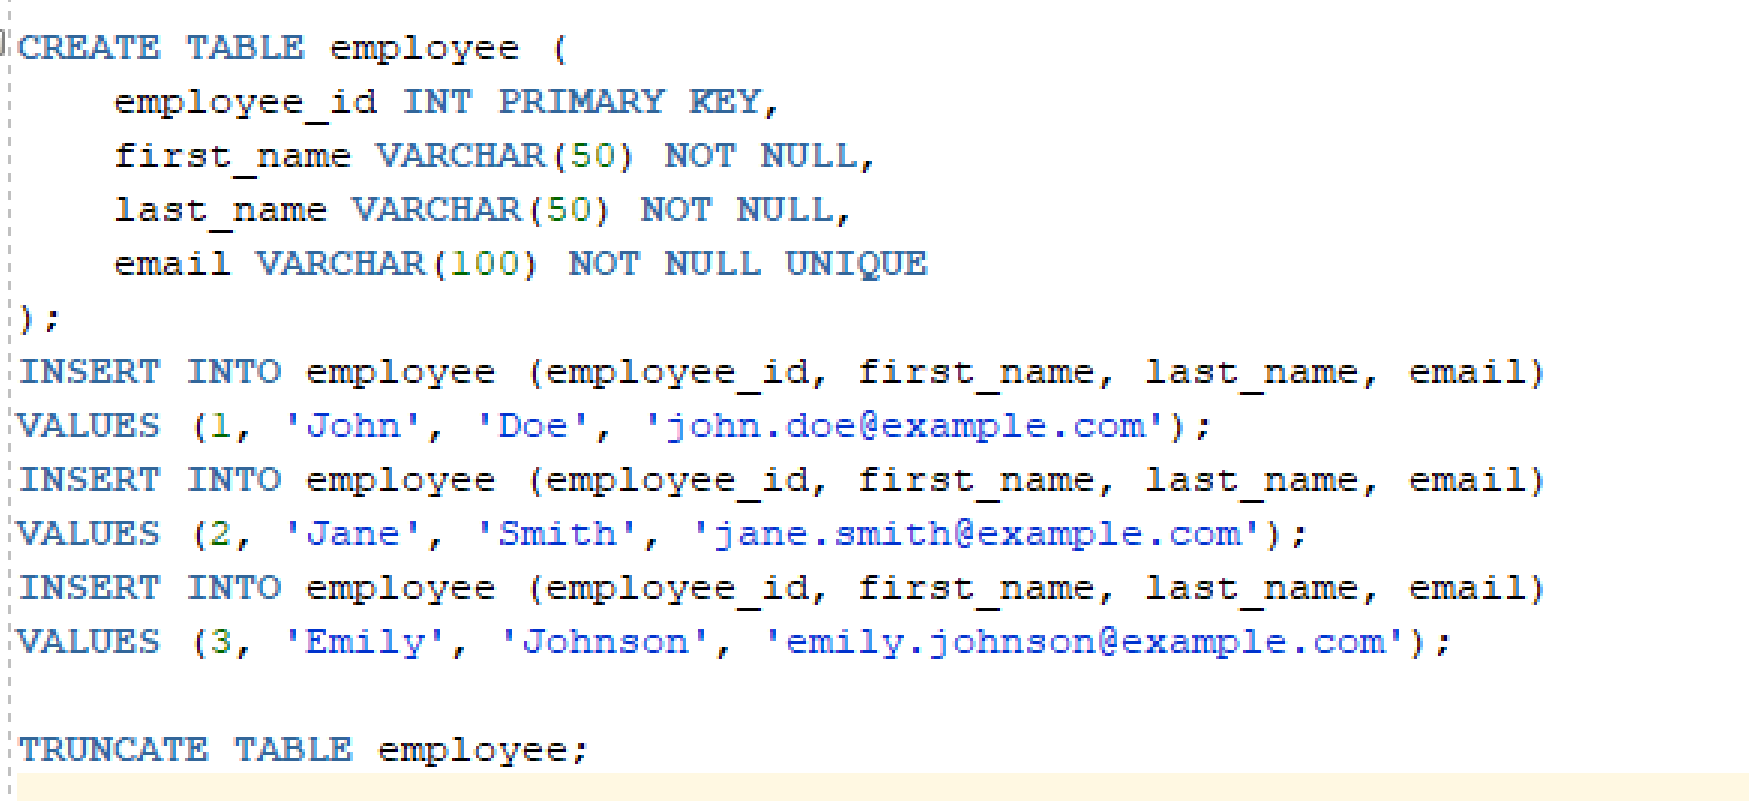 CREATE TABLE employee (
    employee_id INT PRIMARY KEY,
    first_name VARCHAR(50) NOT NULL,
    last_name VARCHAR(50) NOT NULL,
    email VARCHAR(100) NOT NULL UNIQUE
);
INSERT INTO employee (employee_id, first_name, last_name, email)
VALUES (1, 'John', 'Doe', 'john.doe@example.com');
INSERT INTO employee (employee_id, first_name, last_name, email)
VALUES (2, 'Jane', 'Smith', 'jane.smith@example.com');
INSERT INTO employee (employee_id, first_name, last_name, email)
VALUES (3, 'Emily', 'Johnson', 'emily.johnson@example.com');
TRUNCATE TABLE employee;